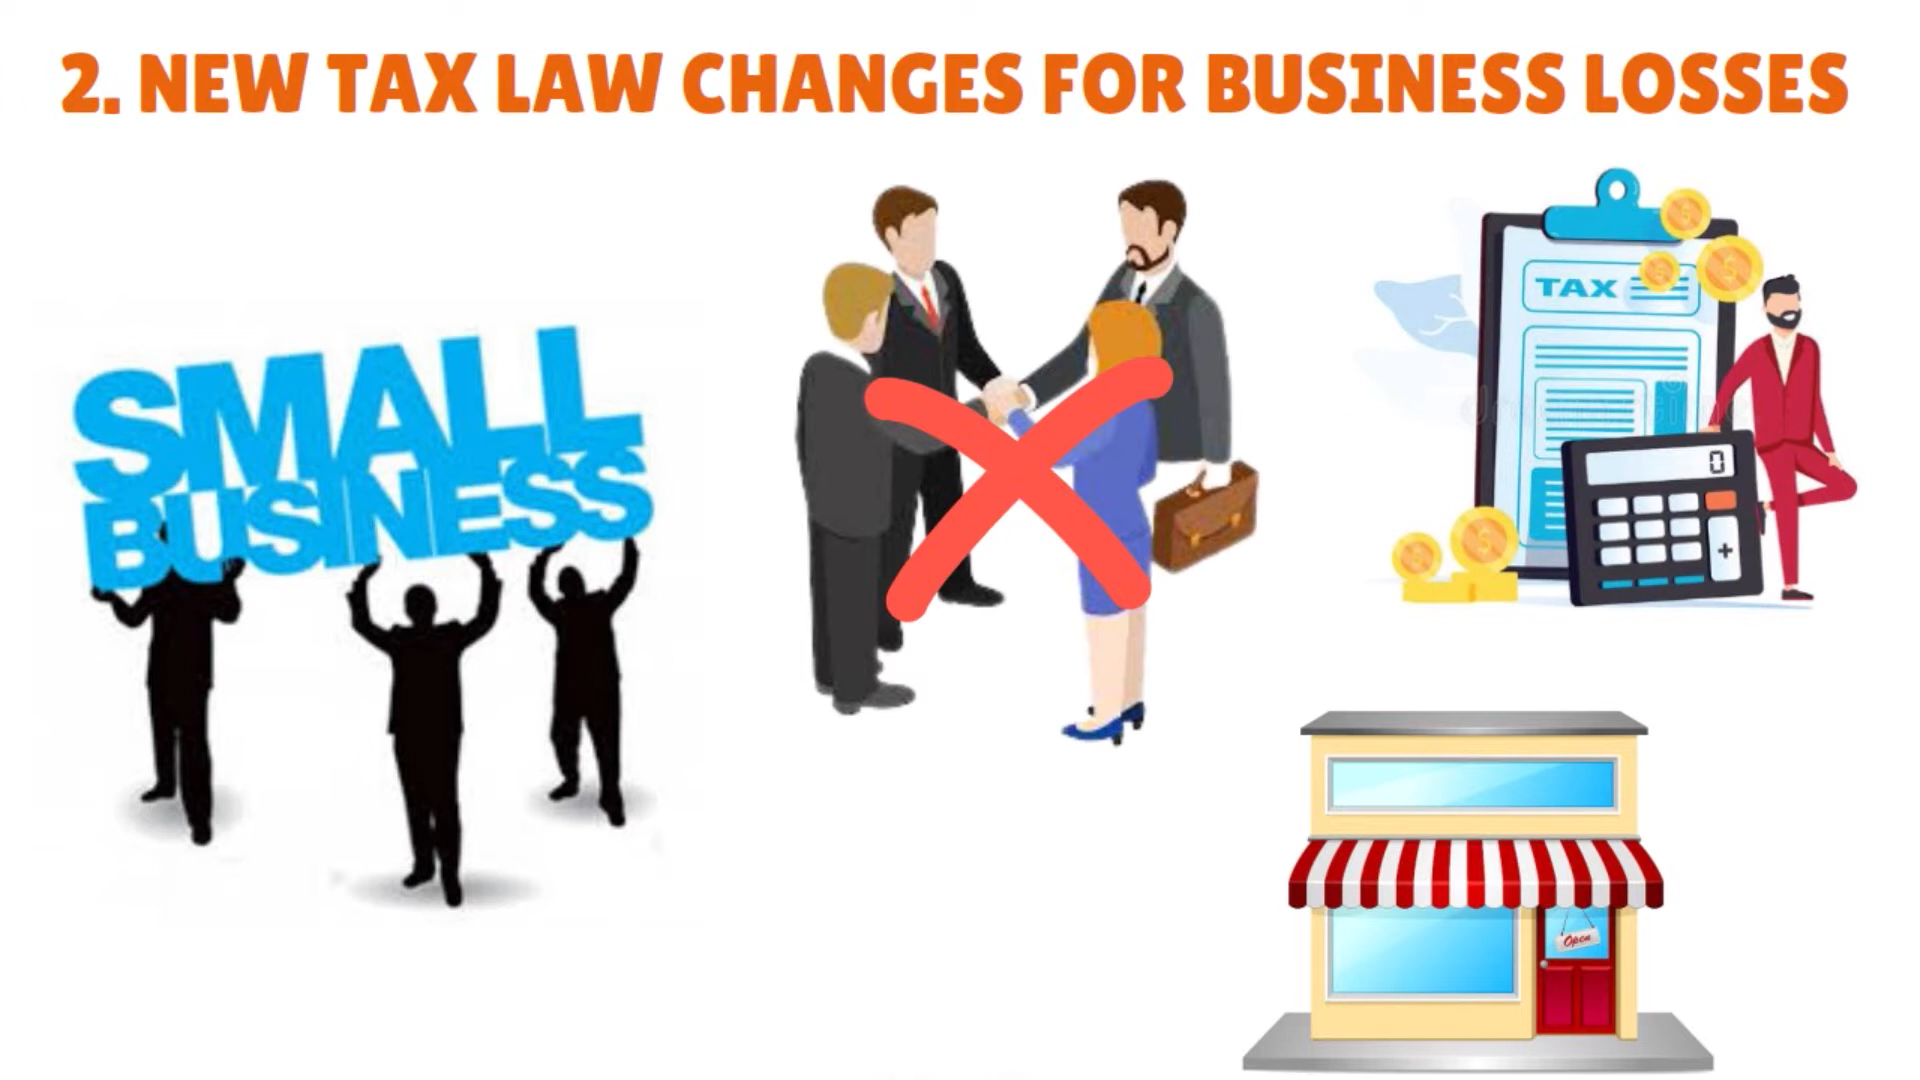 2. NEW TAX LAW CHANGES FOR BUSINESS LOSSES
SMALL
BUSINESS
TAX
0
+
Open